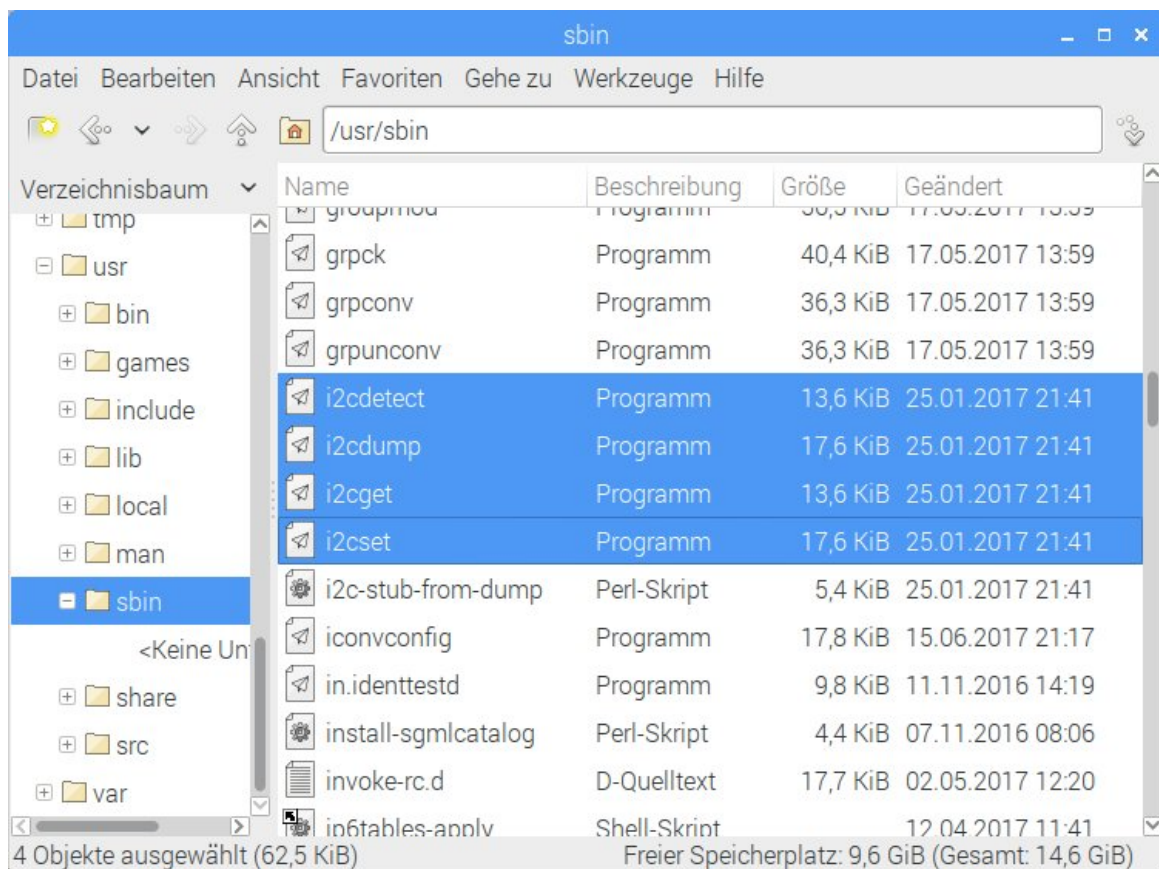 sbin
Datei Bearbeiten Ansicht Favoriten Gehe zu Werkzeuge Hilfe
/usr/sbin
Verzeichnisbaum
tmp
usr
bin
games
include
lib
local
man
sbin
<Keine Un
share
src
var
Name Beschreibung Größe Geändert
groupmod Programm 17.05.2017 13:59
grpck Programm 40,4 KiB 17.05.2017 13:59
grpconv Programm 36,3 KiB 17.05.2017 13:59
grpunconv Programm 36,3 KiB 17.05.2017 13:59
i2cdetect Programm 13,6 KiB 25.01.2017 21:41
i2cdump Programm 17,6 KiB 25.01.2017 21:41
i2cget Programm 13,6 KiB 25.01.2017 21:41
i2cset Programm 17,6 KiB 25.01.2017 21:41
i2c-stub-from-dump Perl-Skript 5,4 KiB 25.01.2017 21:41
iconvconfig Programm 17,8 KiB 15.06.2017 21:17
in.identtestd Programm 9,8 KiB 11.11.2016 14:19
install-sgmlcatalog Perl-Skript 4,4 KiB 07.11.2016 08:06
invoke-rc.d D-Quelltext 17,7 KiB 02.05.2017 12:20
ip6tables-apply Shell-Skript 12.04.2017 11:41
4 Objekte ausgewählt (62,5 KiB) Freier Speicherplatz: 9,6 GiB (Gesamt: 14,6 GiB)